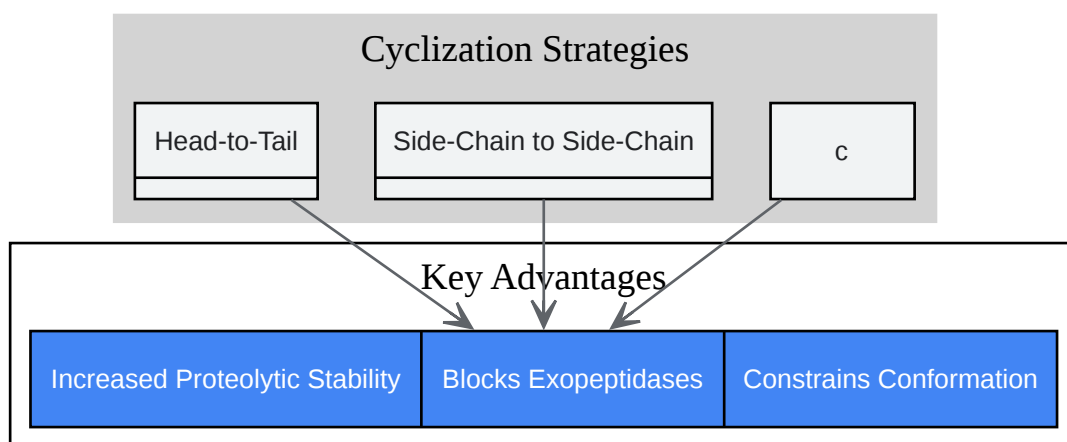 Cyclization Strategies
Head-to-Tail
Side-Chain to Side-Chain
c
Key Advantages
Increased Proteolytic Stability
Blocks Exopeptidases
Constrains Conformation